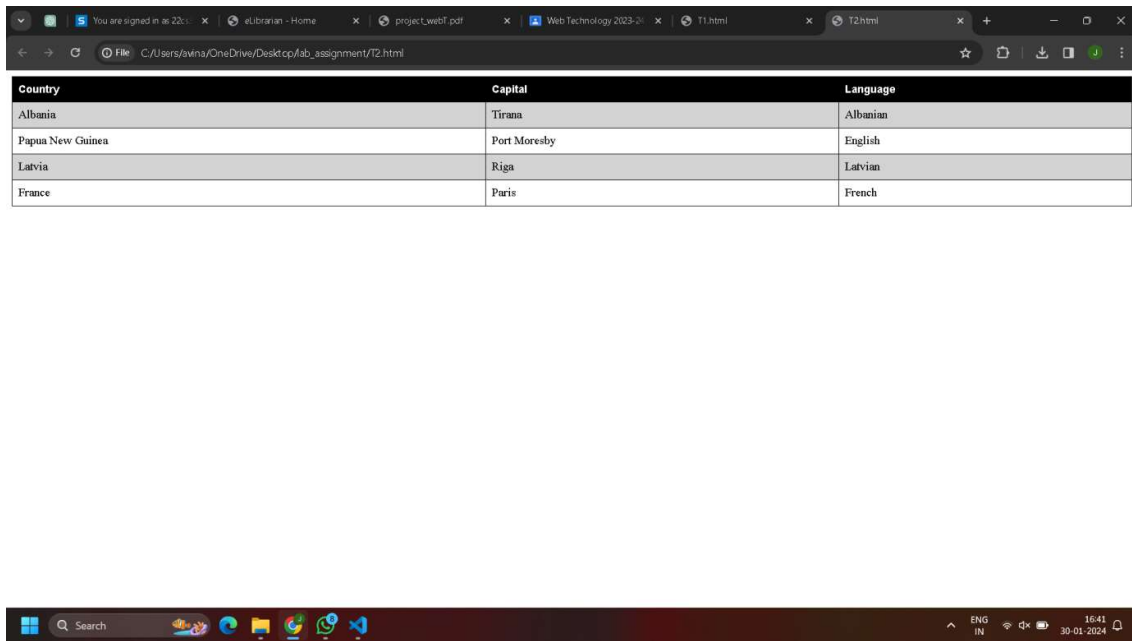 You are signed in as 22cs eLibrarian - Home project_webT.pdf Web Technology 2023-24 T1.html T2.html
File C:/Users/avina/OneDrive/Desktop/lab_assignment/T2.html J
Country Capital Language
Albania Tirana Albanian
Papua New Guinea Port Moresby English
Latvia Riga Latvian
France Paris French
Search ENG 16:41
IN 30-01-2024